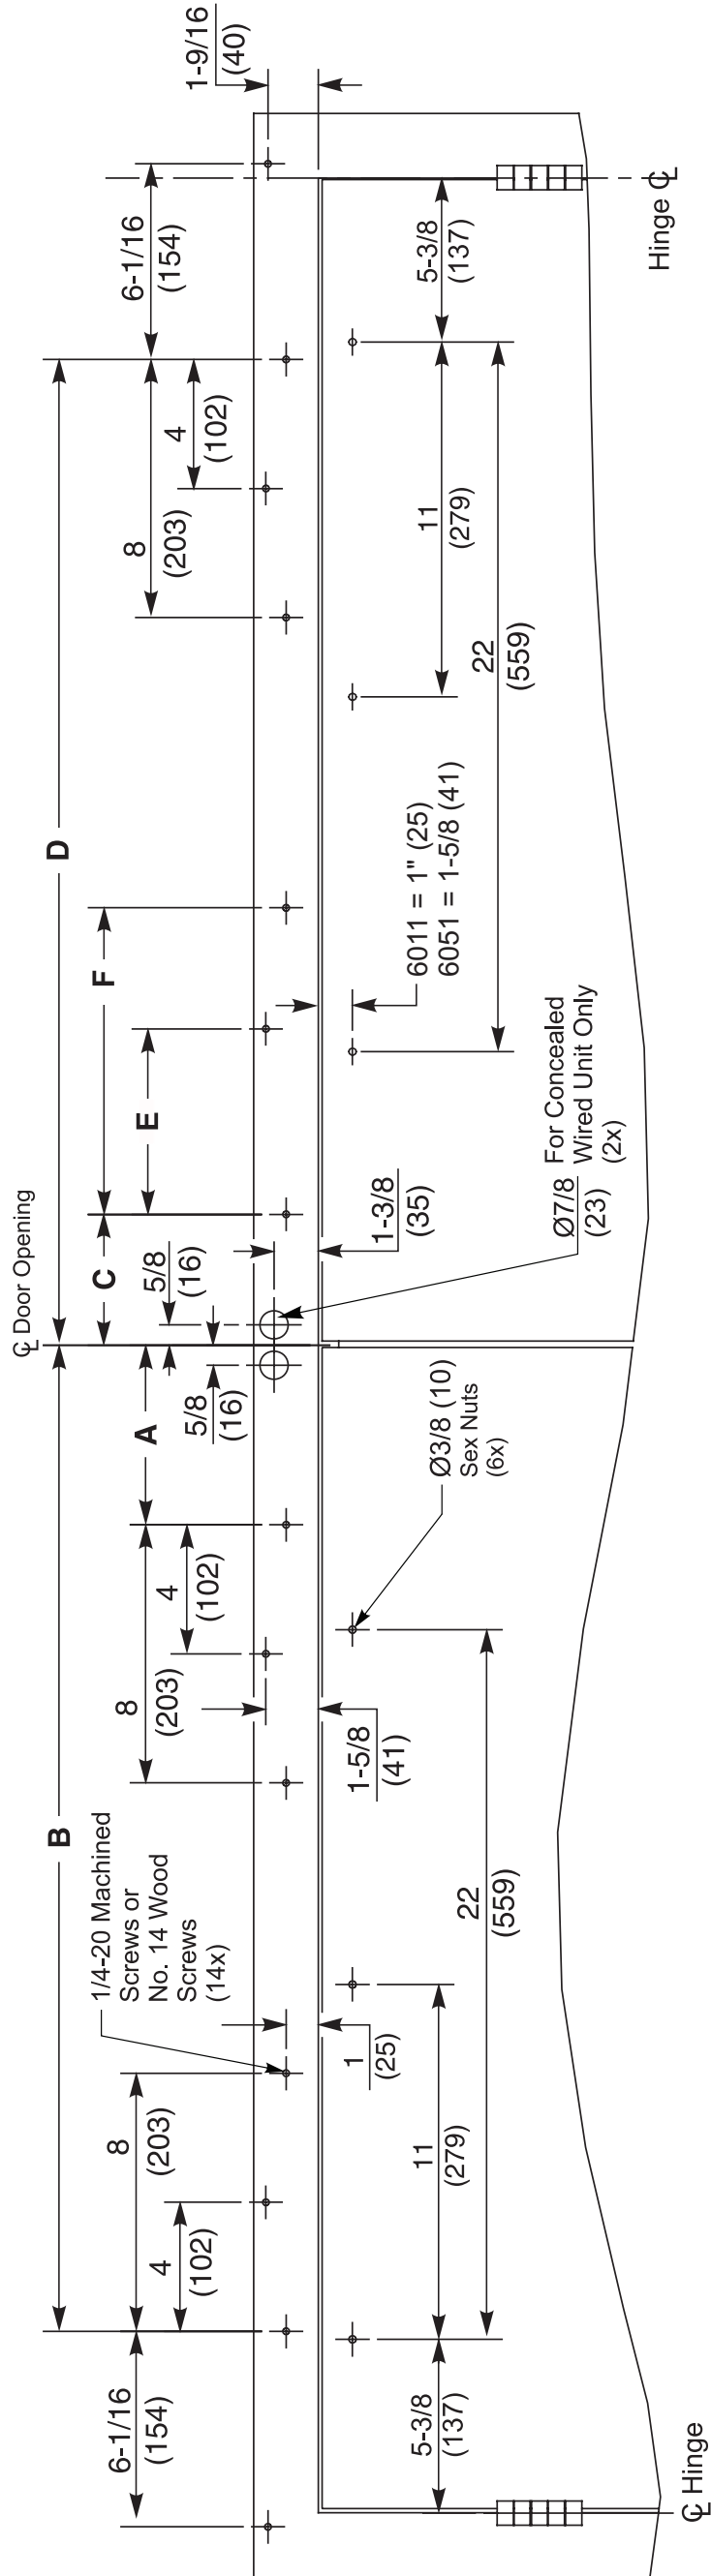 1-9/16
(40)
6-1/16
(154)
5-3/8
(137)
Hinge ℄
4
(102)
8
(203)
11
(279)
22
(559)
D
F
6011 = 1" (25)
6051 = 1-5/8 (41)
E
For Concealed
Wired Unit Only
(2x)
Ø7/8
(23)
1-3/8
(35)
℄ Door Opening
C
5/8
(16)
5/8
(16)
A
Ø3/8 (10)
Sex Nuts
(6x)
4
(102)
8
(203)
1-5/8
(41)
B
1/4-20 Machined
Screws or
No. 14 Wood
Screws
(14x)
22
(559)
1
(25)
8
(203)
4
(102)
11
(279)
6-1/16
(154)
5-3/8
(137)
℄ Hinge